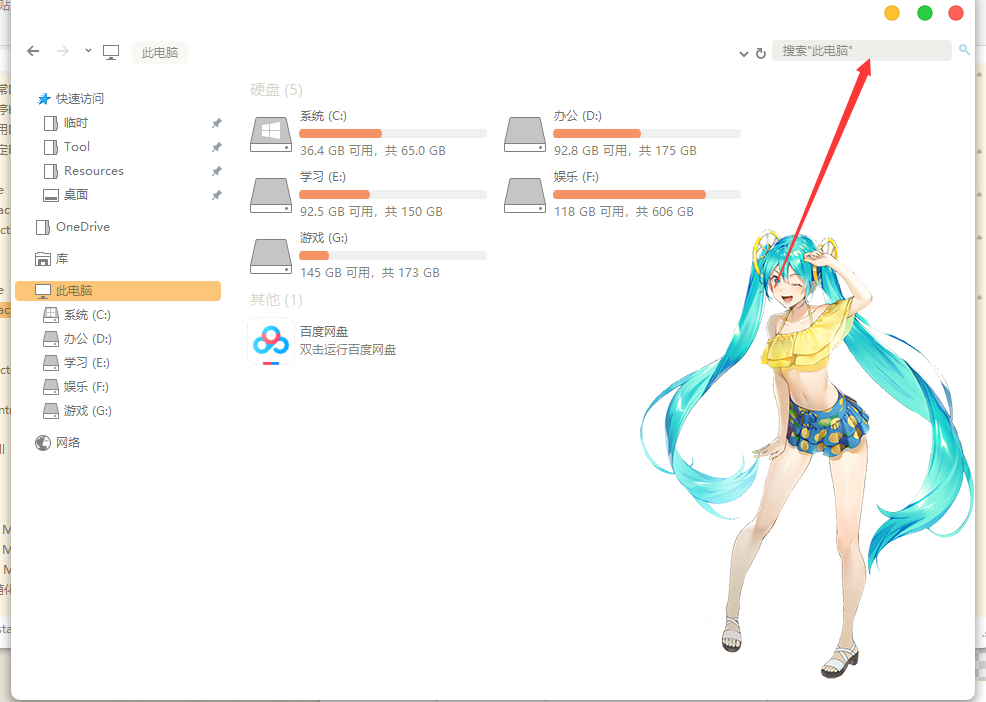 此电脑
搜索"此电脑"
快速访问
临时
Tool
Resources
桌面
OneDrive
库
此电脑
系统 (C:)
办公 (D:)
学习 (E:)
娱乐 (F:)
游戏 (G:)
网络
硬盘 (5)
系统 (C:)
36.4 GB 可用，共 65.0 GB
办公 (D:)
92.8 GB 可用，共 175 GB
学习 (E:)
92.5 GB 可用，共 150 GB
娱乐 (F:)
118 GB 可用，共 606 GB
游戏 (G:)
145 GB 可用，共 173 GB
其他 (1)
百度网盘
双击运行百度网盘